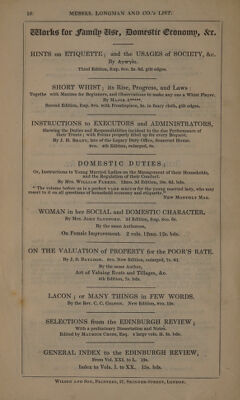 16 MESSRS. LONGMAN AND CO.'S LIST.
Works for Family Use, Domestic Economy, &c.
HINTS on ETIQUETTE; and the USAGES of SOCIETY, &c.
By Αγωγός.
Third Edition, fcp. 8vo. 2s. 6d. gilt edges.
SHORT WHIST; its Rise, Progress, and Laws
Together with Maxims for Beginners, and Observations to make any one a Whist Player.
By MAJOR A*****.
Second Edition, fcp. 8vo. with Frontispiece, 3s. in fancy cloth, gilt edges.
INSTRUCTIONS to EXECUTORS and ADMINISTRATORS,
Showing the Duties and Responsibilities incident to the due Performance of
their Trusts; with Forms properly filled up for every Bequest.
By J. H. BRADY, late of the Legacy Duty Office, Somerset House.
8vo. 4th Edition, enlarged, 8s.
DOMESTIC DUTIES;
Or, Instructions to Young Married Ladies on the Management of their Households,
and the Regulation of their Conduct.
By MRS. WILLIAM PARKES. 12mo. 3d Edition, 10s. 6d. bds.
"The volume before us is a perfect VADE MECUM for the young married lady, who may
resort to it on all questions of household economy and etiquette."
NEW MONTHLY MAG.
WOMAN in her SOCIAL and DOMESTIC CHARACTER.
By MRS. JOHN SANDFORD. 3d Edition, fcp. 8vo. 6s.
By the same Authoress,
On Female Improvement. 2 vols. 12mo. 12s. bds.
ON THE VALUATION of PROPERTY for the POOR'S RATE.
By J. S. BAYLDON. 8vo. New Edition, enlarged, 7s. 6d.
By the same Author,
Art of Valuing Rents and Tillages, &c.
4th Edition, 7s. bds.
LACON; or MANY THINGS in FEW WORDS.
By the Rev. C. C. COLTON. New Edition, 8vo. 12s.
SELECTIONS from the EDINBURGH REVIEW;
With a preliminary Dissertation and Notes.
Edited by MAURICE CROSS, Esq. 4 large vols. 3l. 3s. bds.
GENERAL INDEX to the EDINBURGH REVIEW,
From Vol. XXI. to L. 15s.
Index to Vols. I. to XX. 15s. bds.
WILSON AND SON, PRINTERS, 57, SKINNER-STREET, LONDON.